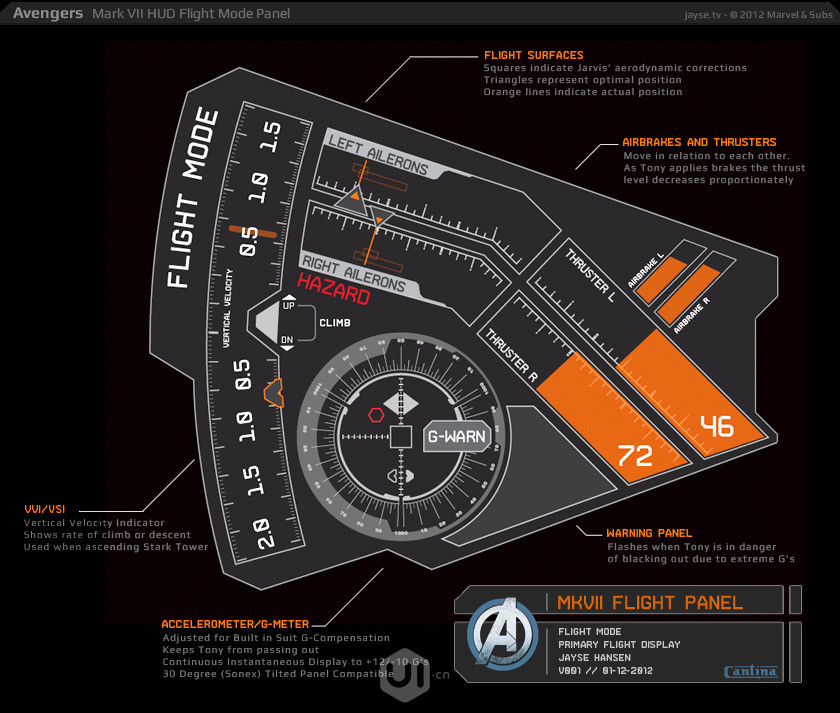 Avengers Mark VII HUD Flight Mode Panel
jayse.tv - © 2012 Marvel & Subs
FLIGHT SURFACES
Squares indicate Jarvis' aerodynamic corrections
Triangles represent optimal position
Orange lines indicate actual position
AIRBRAKES AND THRUSTERS
Move in relation to each other.
As Tony applies brakes the thrust
level decreases proportionately
FLIGHT MODE
1.5
1.0
0.5
VERTICAL VELOCITY
0.5
1.0
1.5
2.0
LEFT AILERONS
RIGHT AILERONS
HAZARD
UP
CLIMB
DN
THRUSTER L
THRUSTER R
AIRBRAKE L
AIRBRAKE R
G-WARN
46
72
VVI/VSI
Vertical Velocity Indicator
Shows rate of climb or descent
Used when ascending Stark Tower
WARNING PANEL
Flashes when Tony is in danger
of blacking out due to extreme G's
ACCELEROMETER/G-METER
Adjusted for Built in Suit G-Compensation
Keeps Tony from passing out
Continuous Instantaneous Display to +12/-10 G's
30 Degree (Sonex) Tilted Panel Compatible
MKVII FLIGHT PANEL
FLIGHT MODE
PRIMARY FLIGHT DISPLAY
JAYSE HANSEN
V001 // 01-12-2012
Cantina
UI·cn